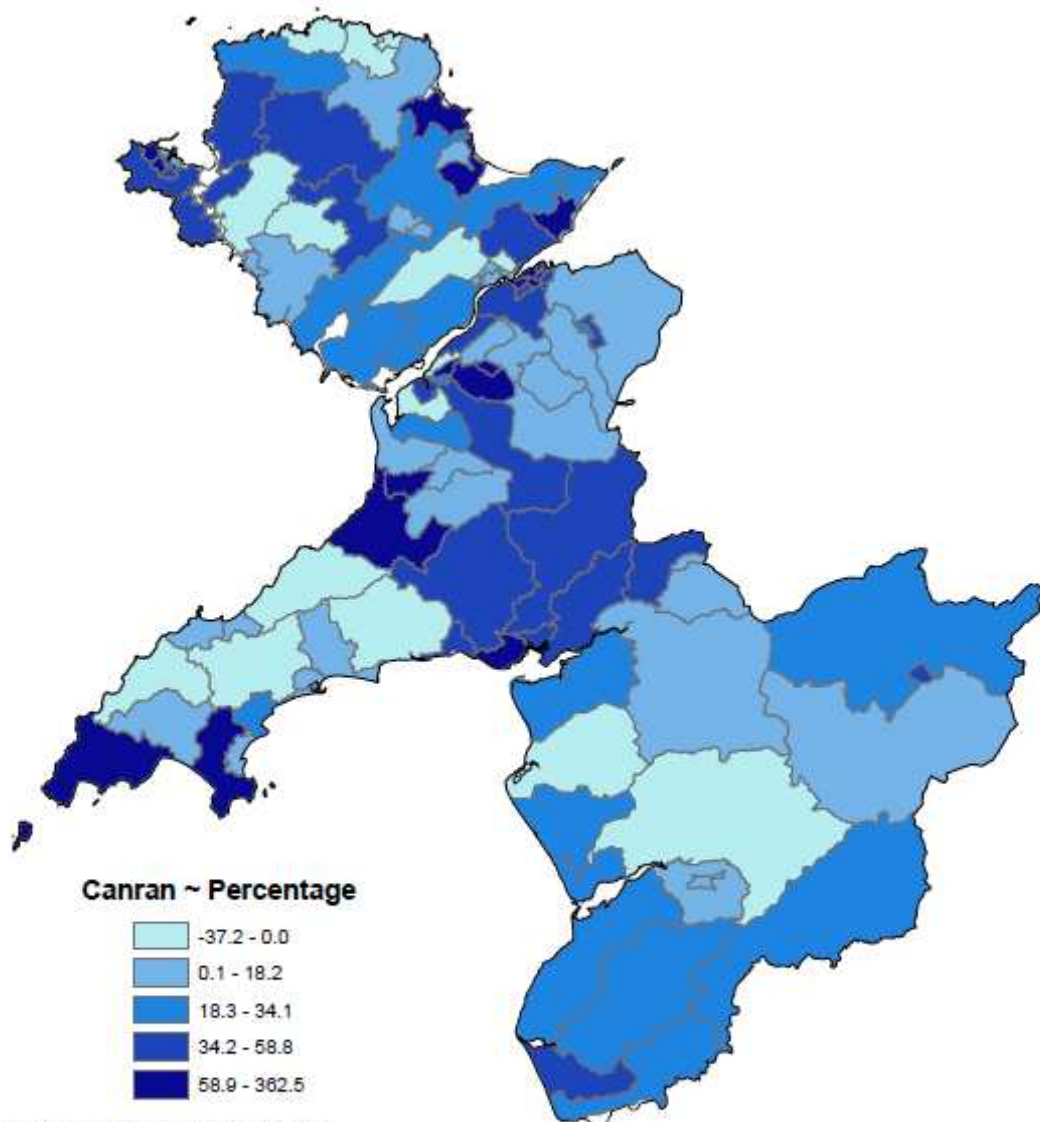 Canran ~ Percentage
-37.2 - 0.0
0.1 - 18.2
18.3 - 34.1
34.2 - 58.8
58.9 - 362.5